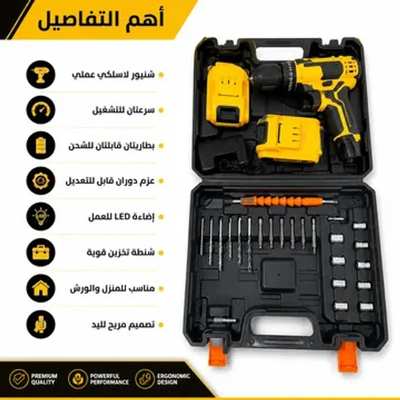 أهم التفاصيل
شنيور لاسلكي عملي
سرعتان للتشغيل
بطاريتان قابلتان للشحن
عزم دوران قابل للتعديل
إضاءة LED للعمل
شنطة تخزين قوية
مناسب للمنزل والورش
تصميم مريح لليد
PREMIUM
QUALITY
POWERFUL
PERFORMANCE
ERGONOMIC
DESIGN